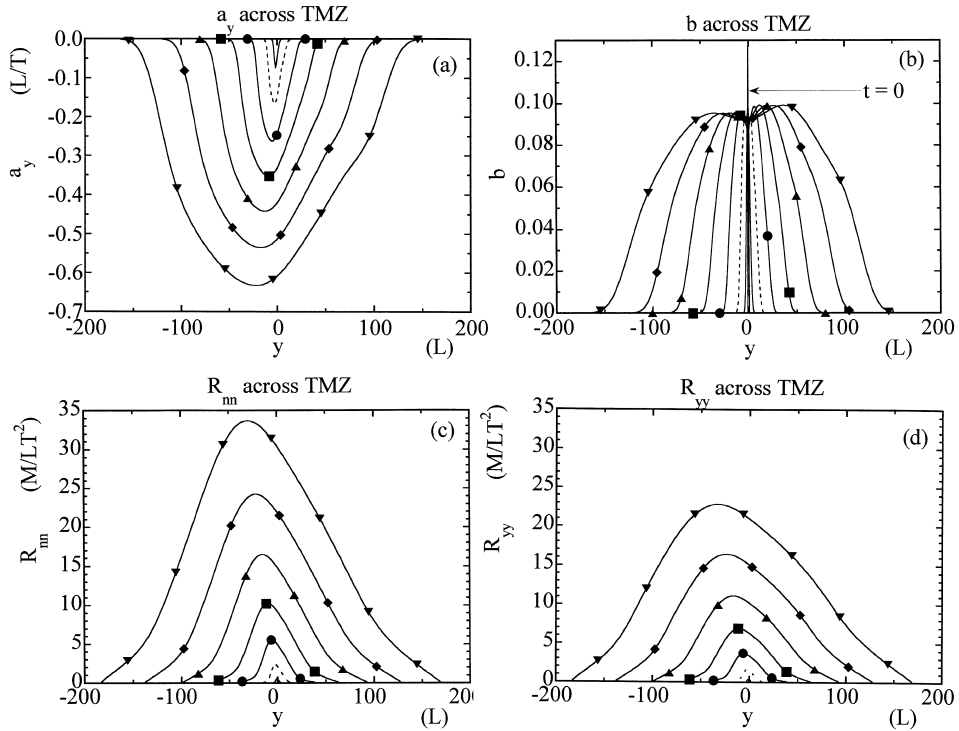 a_y across TMZ
b across TMZ
(L/T)
a_y
0.0
-0.1
-0.2
-0.3
-0.4
-0.5
-0.6
-0.7
(a)
-200
-100
0
100
200
y
(L)
b
0.12
0.10
0.08
0.06
0.04
0.02
0.00
(b)
t = 0
-200
-100
0
100
200
y
(L)
R_nn across TMZ
R_yy across TMZ
(M/LT²)
R_nn
35
30
25
20
15
10
5
0
(c)
-200
-100
0
100
200
y
(L)
(M/LT²)
R_yy
35
30
25
20
15
10
5
0
(d)
-200
-100
0
100
200
y
(L)